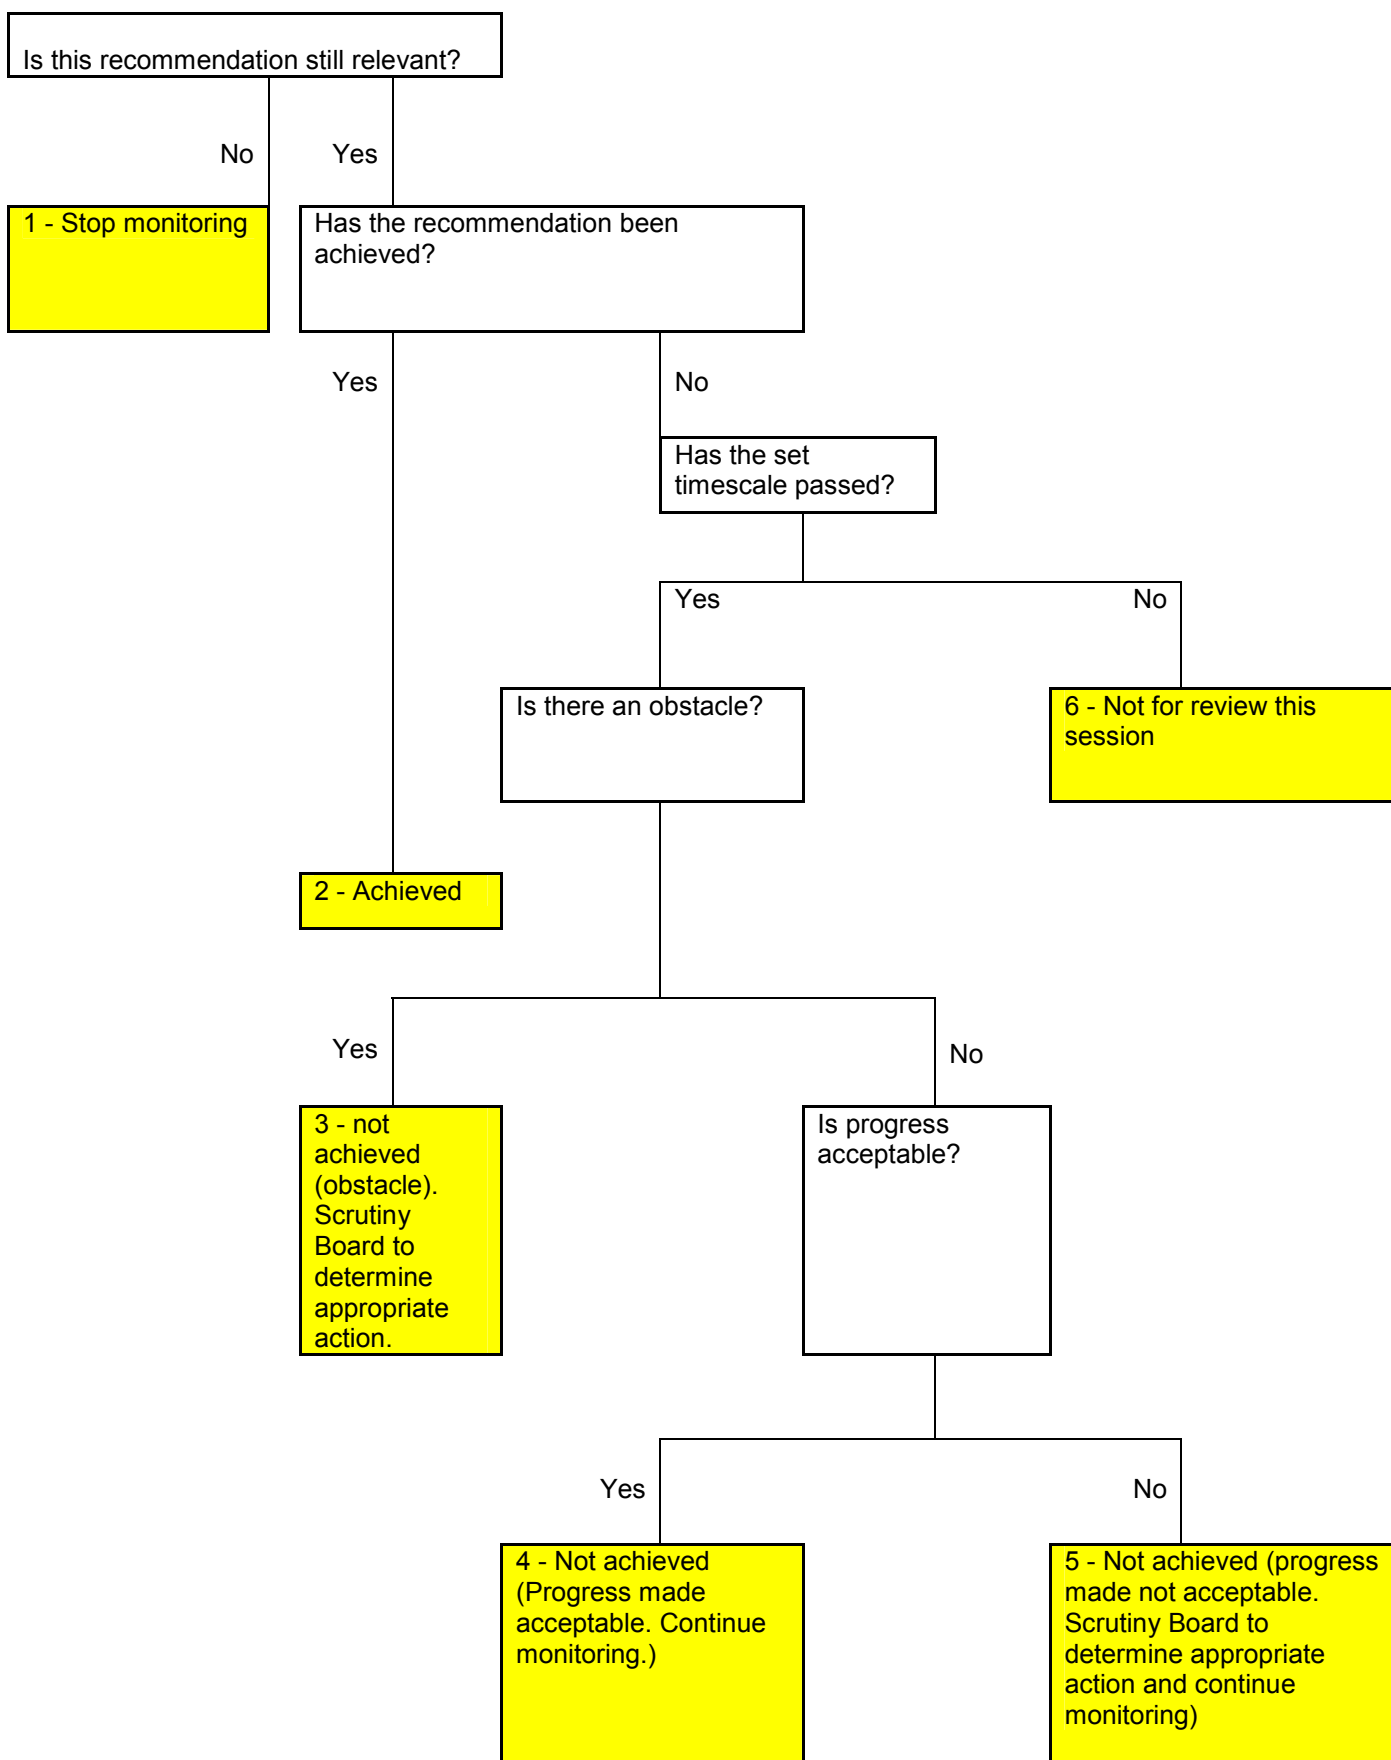 Is this recommendation still relevant?
No
Yes
1 - Stop monitoring
Has the recommendation been
achieved?
Yes
No
Has the set
timescale passed?
Yes
No
Is there an obstacle?
6 - Not for review this
session
2 - Achieved
Yes
No
3 - not
achieved
(obstacle).
Scrutiny
Board to
determine
appropriate
action.
Is progress
acceptable?
Yes
No
4 - Not achieved
(Progress made
acceptable. Continue
monitoring.)
5 - Not achieved (progress
made not acceptable.
Scrutiny Board to
determine appropriate
action and continue
monitoring)